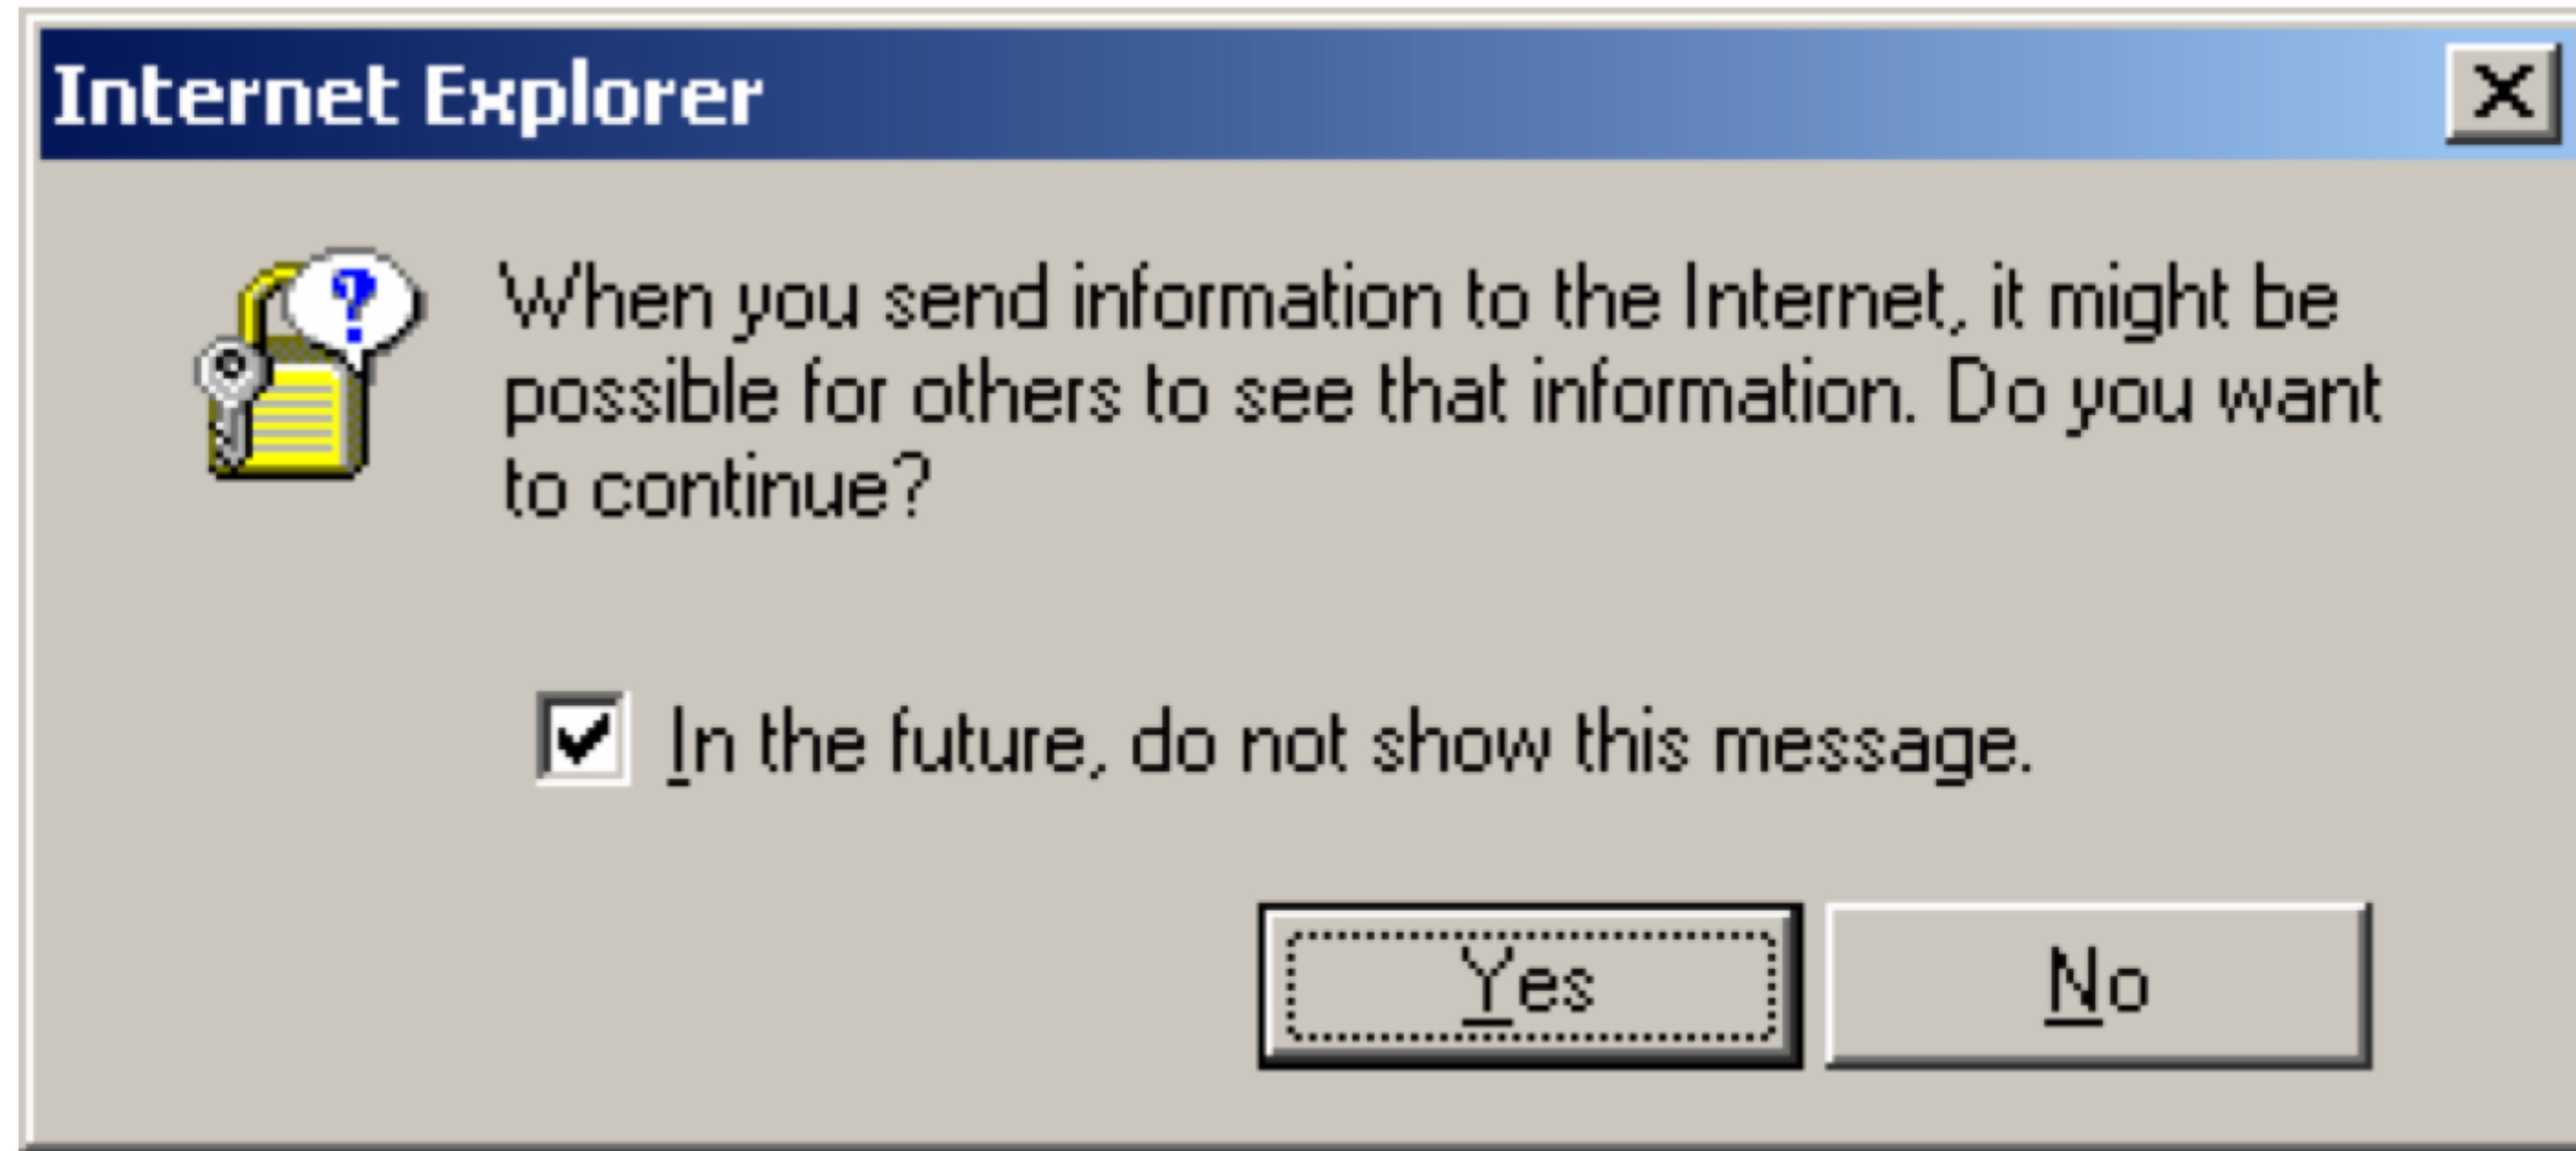 Internet Explorer
When you send information to the Internet, it might be
possible for others to see that information. Do you want
to continue?
In the future, do not show this message.
Yes No